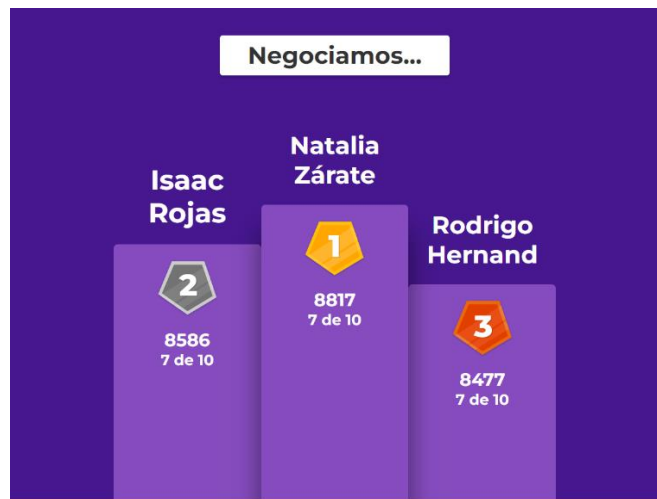 Negociamos...
Isaac
Rojas
2
8586
7 de 10
Natalia
Zárate
1
8817
7 de 10
Rodrigo
Hernand
3
8477
7 de 10